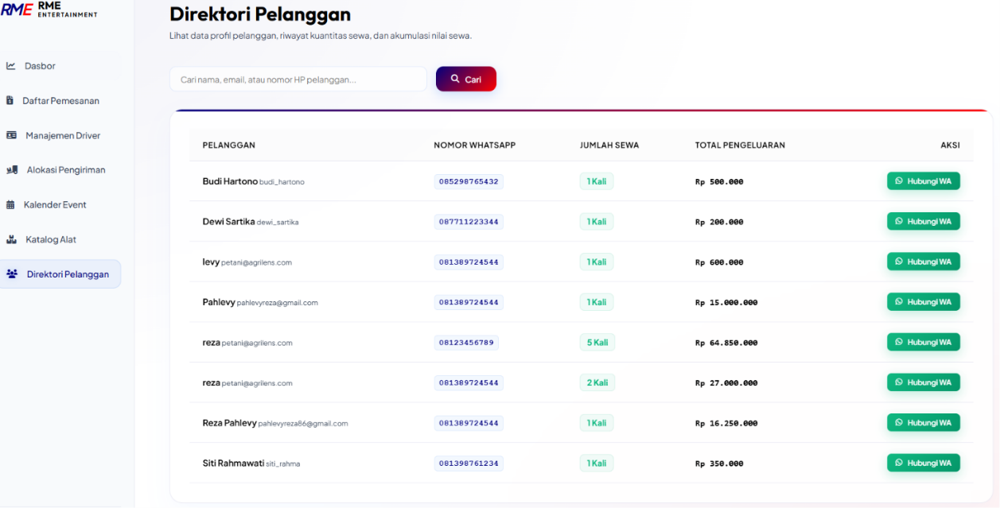 RME RME
ENTERTAINMENT
Direktori Pelanggan
Lihat data profil pelanggan, riwayat kuantitas sewa, dan akumulasi nilai sewa.
Dasbor
Daftar Pemesanan
Manajemen Driver
Alokasi Pengiriman
Kalender Event
Katalog Alat
Direktori Pelanggan
Cari nama, email, atau nomor HP pelanggan... Cari
PELANGGAN NOMOR WHATSAPP JUMLAH SEWA TOTAL PENGELUARAN AKSI
Budi Hartono budi_hartono 085298765432 1 Kali Rp 500.000 Hubungi WA
Dewi Sartika dewi_sartika 087711223344 1 Kali Rp 200.000 Hubungi WA
levy petani@agrilens.com 081389724544 1 Kali Rp 600.000 Hubungi WA
Pahlevy pahlevyreza@gmail.com 081389724544 1 Kali Rp 15.000.000 Hubungi WA
reza petani@agrilens.com 08123456789 5 Kali Rp 64.850.000 Hubungi WA
reza petani@agrilens.com 081389724544 2 Kali Rp 27.000.000 Hubungi WA
Reza Pahlevy pahlevyreza86@gmail.com 081389724544 1 Kali Rp 16.250.000 Hubungi WA
Siti Rahmawati siti_rahma 081398761234 1 Kali Rp 350.000 Hubungi WA